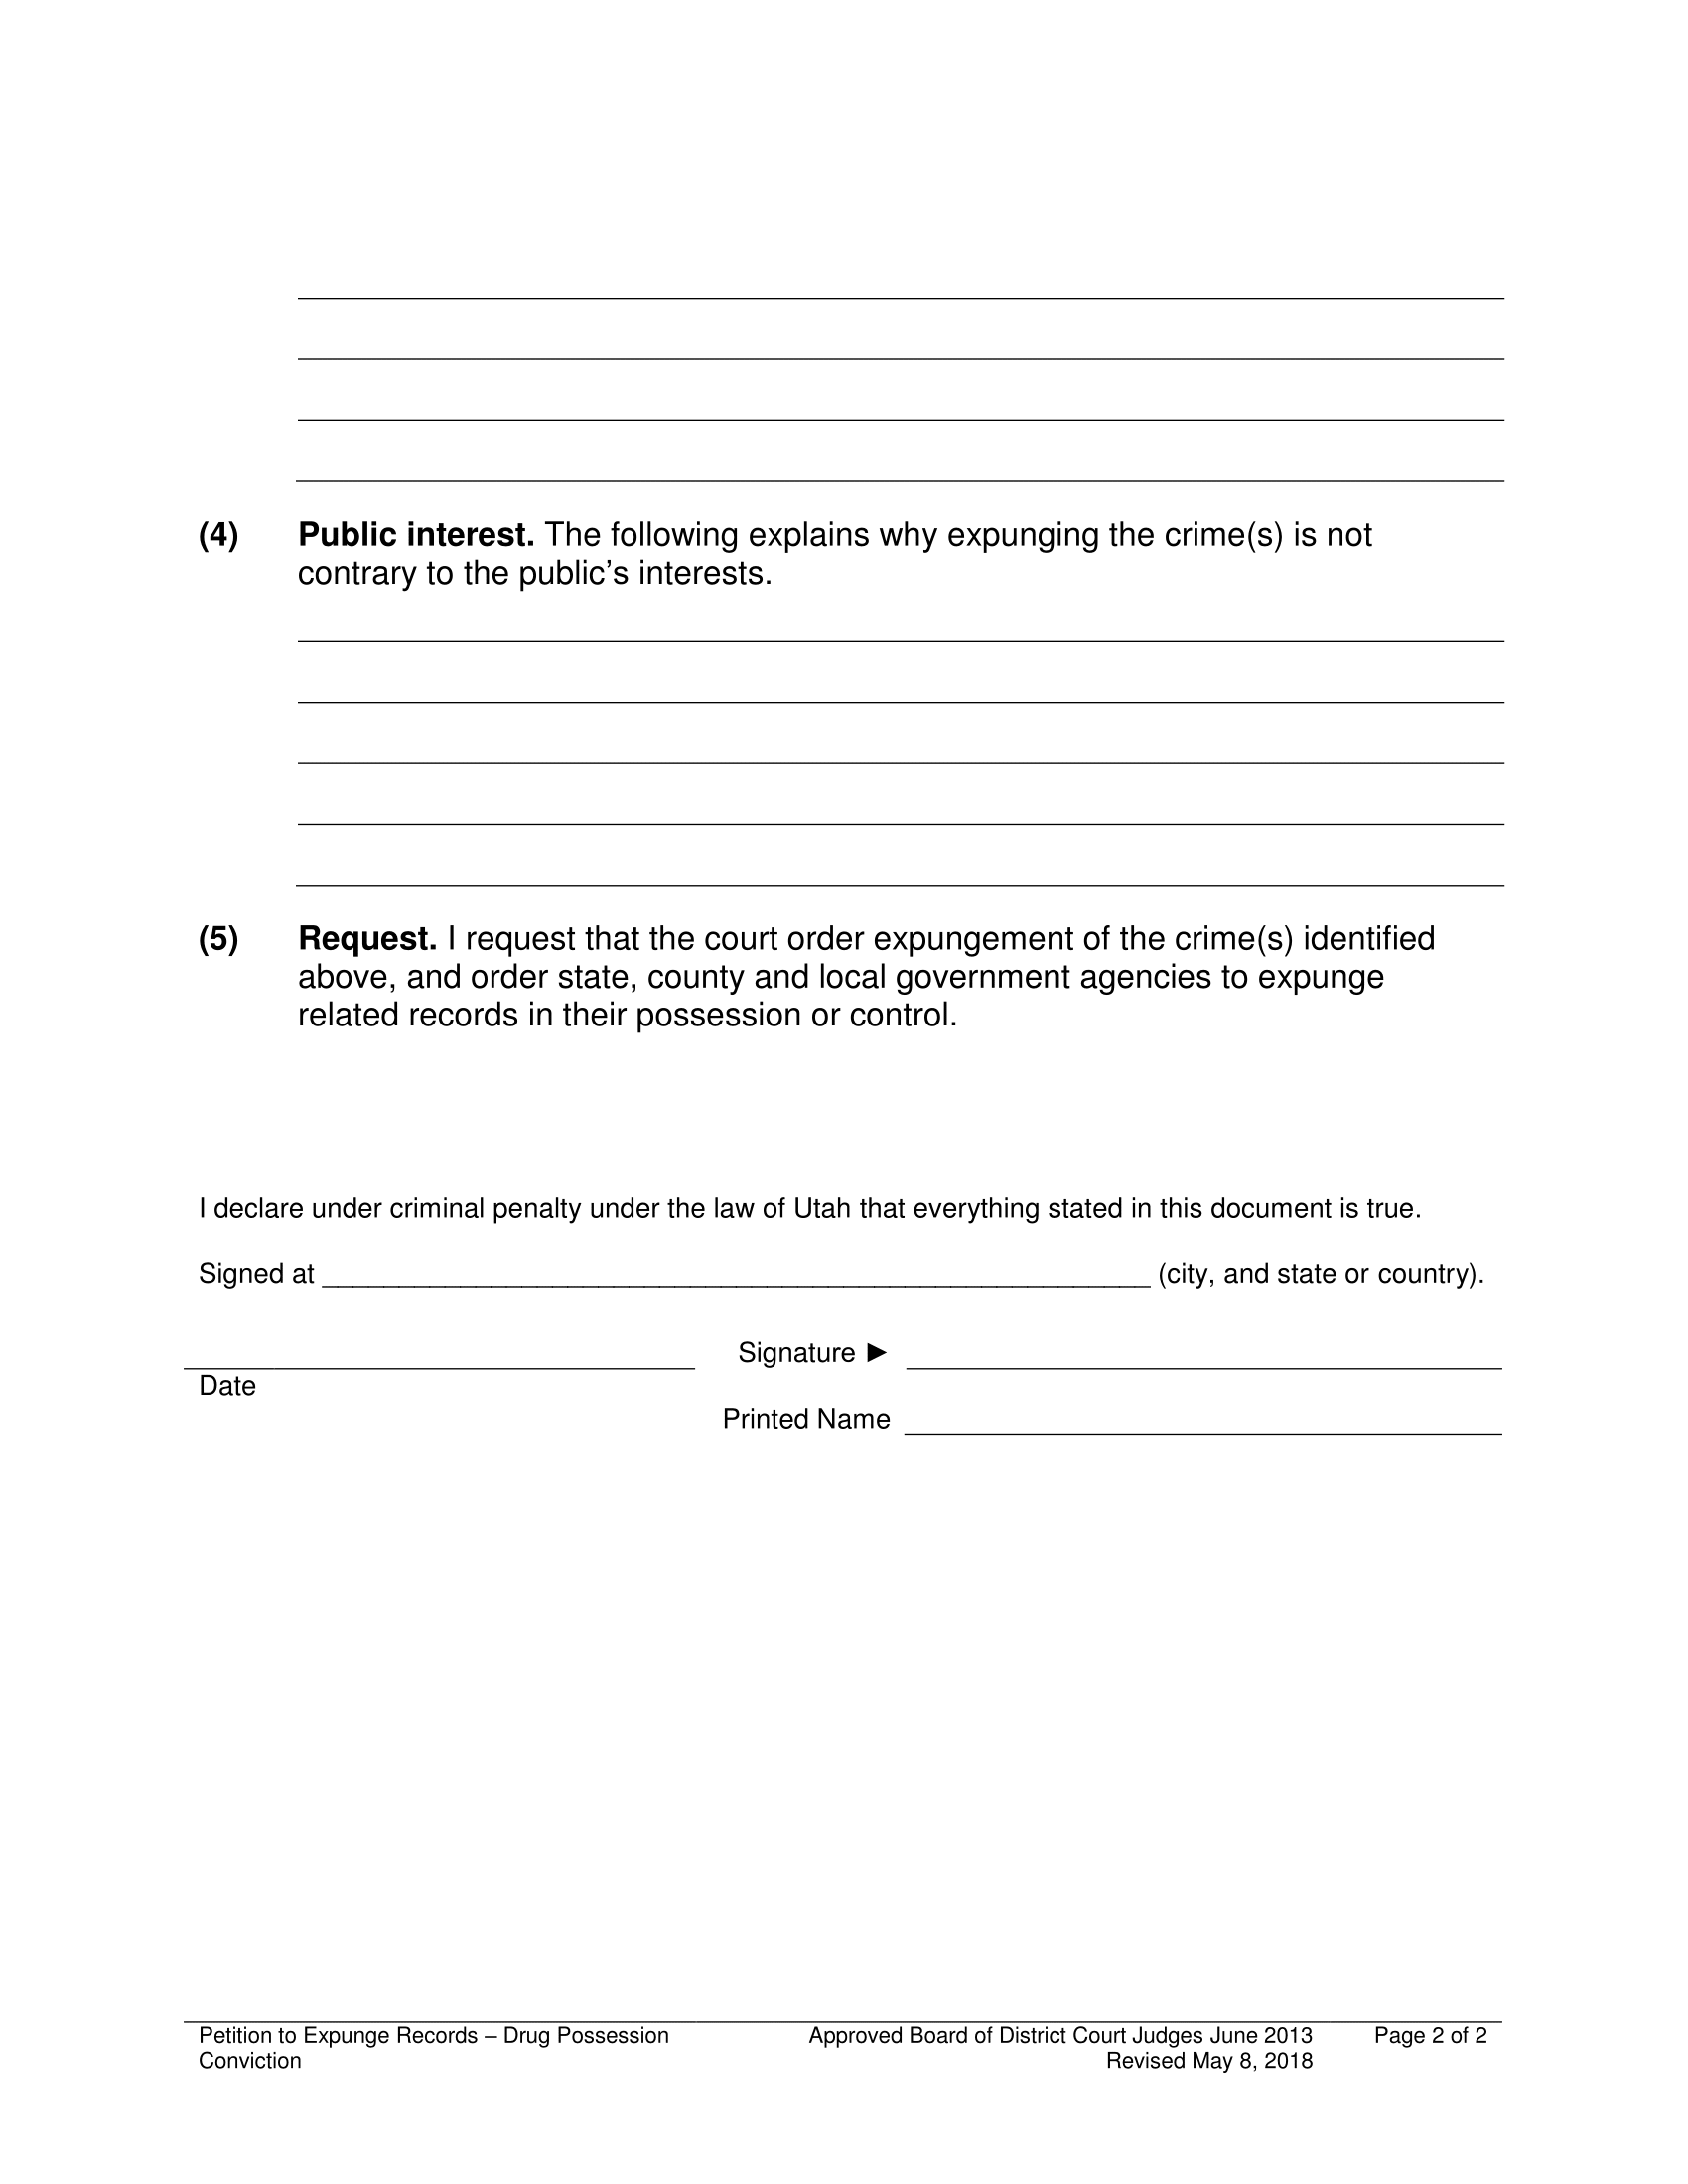 (4) Public interest. The following explains why expunging the crime(s) is not
contrary to the public’s interests.
(5) Request. I request that the court order expungement of the crime(s) identified
above, and order state, county and local government agencies to expunge
related records in their possession or control.
I declare under criminal penalty under the law of Utah that everything stated in this document is true.
Signed at ________________________________________________________ (city, and state or country).
Signature ►
Date
Printed Name
Petition to Expunge Records – Drug Possession Approved Board of District Court Judges June 2013 Page 2 of 2
Conviction Revised May 8, 2018